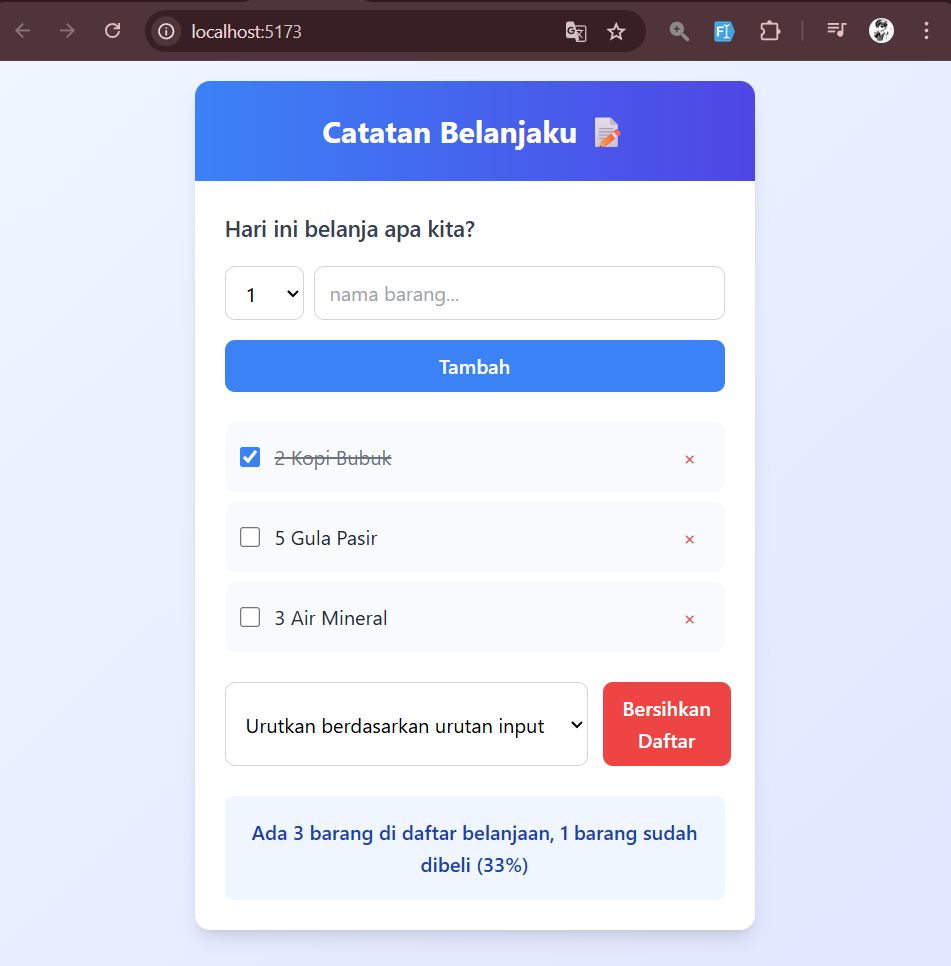 localhost:5173
Catatan Belanjaku
Hari ini belanja apa kita?
1
nama barang...
Tambah
2 Kopi Bubuk
×
5 Gula Pasir
×
3 Air Mineral
×
Urutkan berdasarkan urutan input
Bersihkan
Daftar
Ada 3 barang di daftar belanjaan, 1 barang sudah
dibeli (33%)